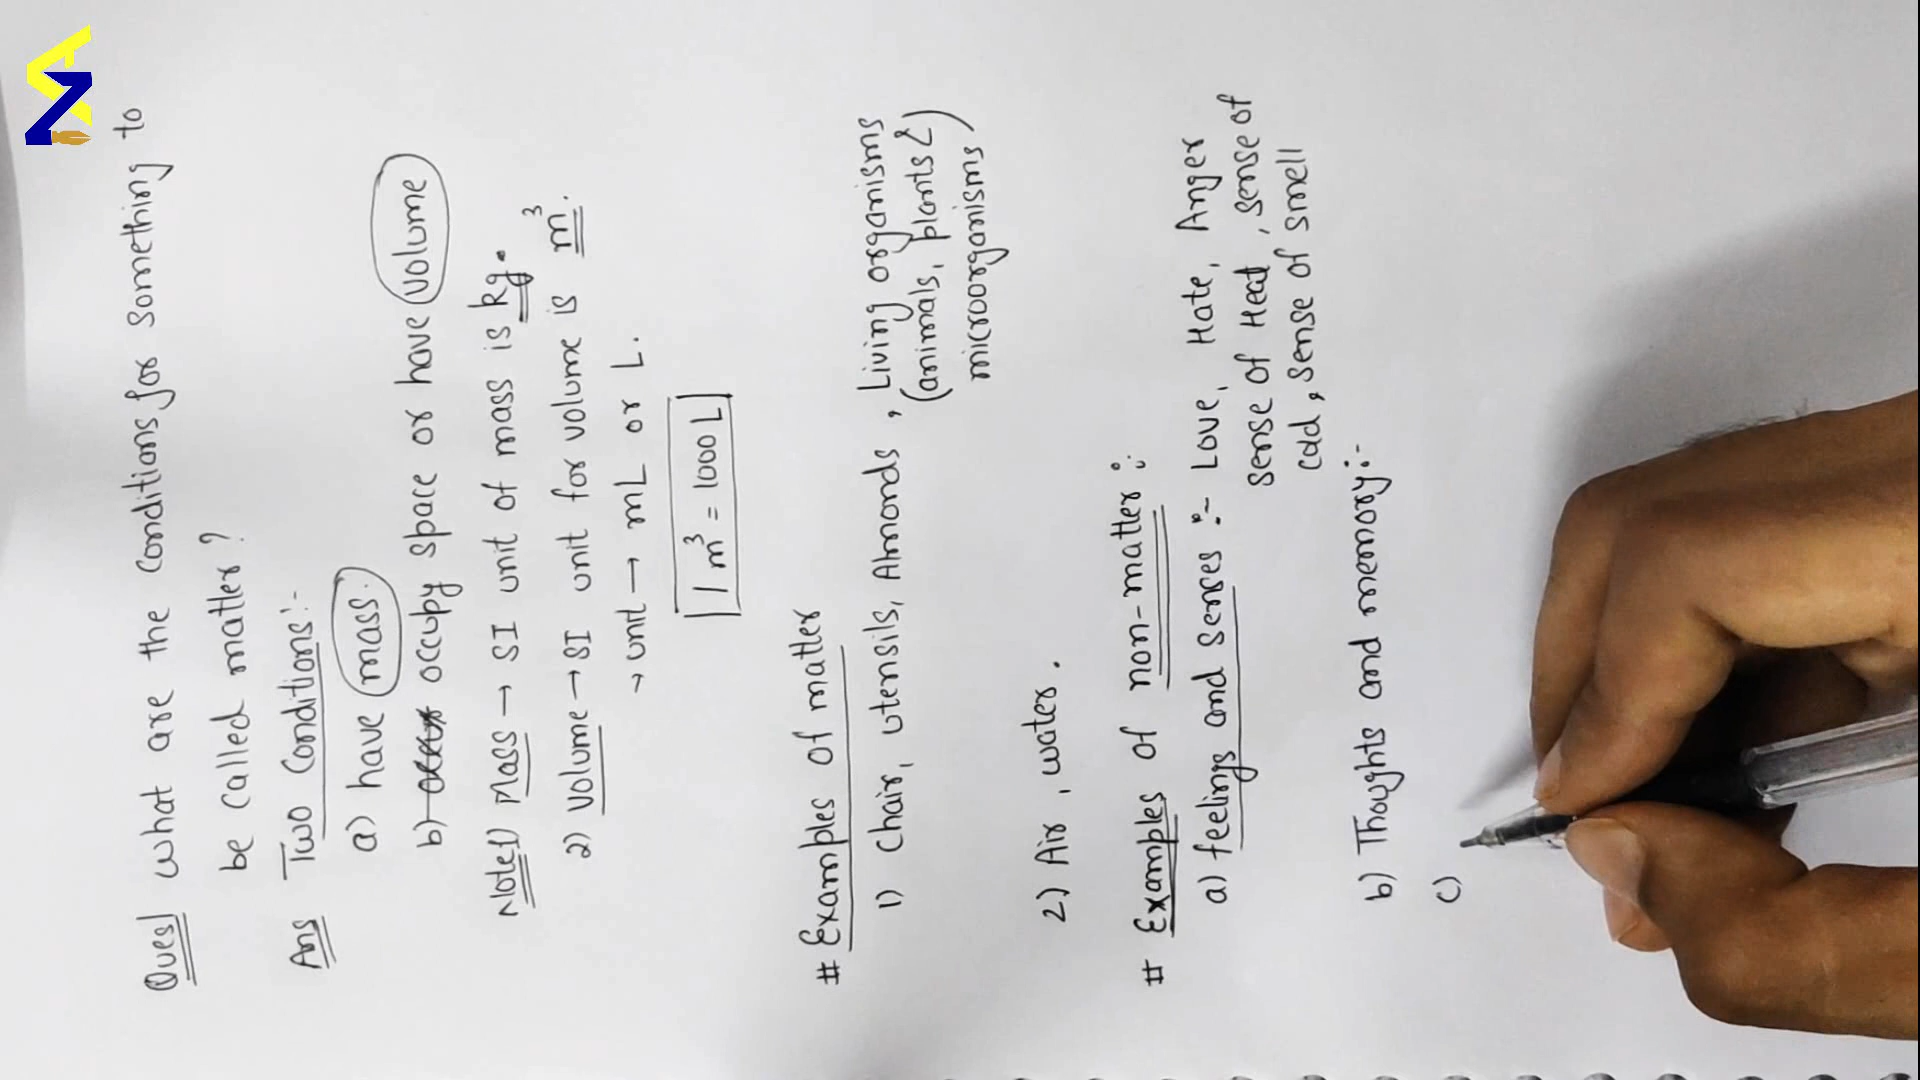 Ques) What are the conditions for something to
be called matter?
Ans Two conditions:-
a) have mass.
b) occupy space or have volume
Note1) Mass → SI unit of mass is kg.
2) Volume → SI unit for volume is m³.
→ unit → mL or L.
1 m³ = 1000 L
# Examples of matter
1) Chair, utensils, Almonds, Living organisms
(animals, plants &
microorganisms)
2) Air, water.
# Examples of non-matter:
a) feelings and senses :- Love, Hate, Anger
sense of Heat, sense of
cold, sense of smell
b) Thoughts and memory:-
c)